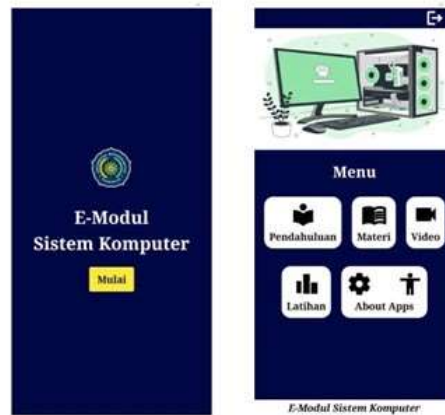 E-Modul
Sistem Komputer
Mulai
Menu
Pendahuluan
Materi
Video
Latihan
About Apps
E-Modul Sistem Komputer